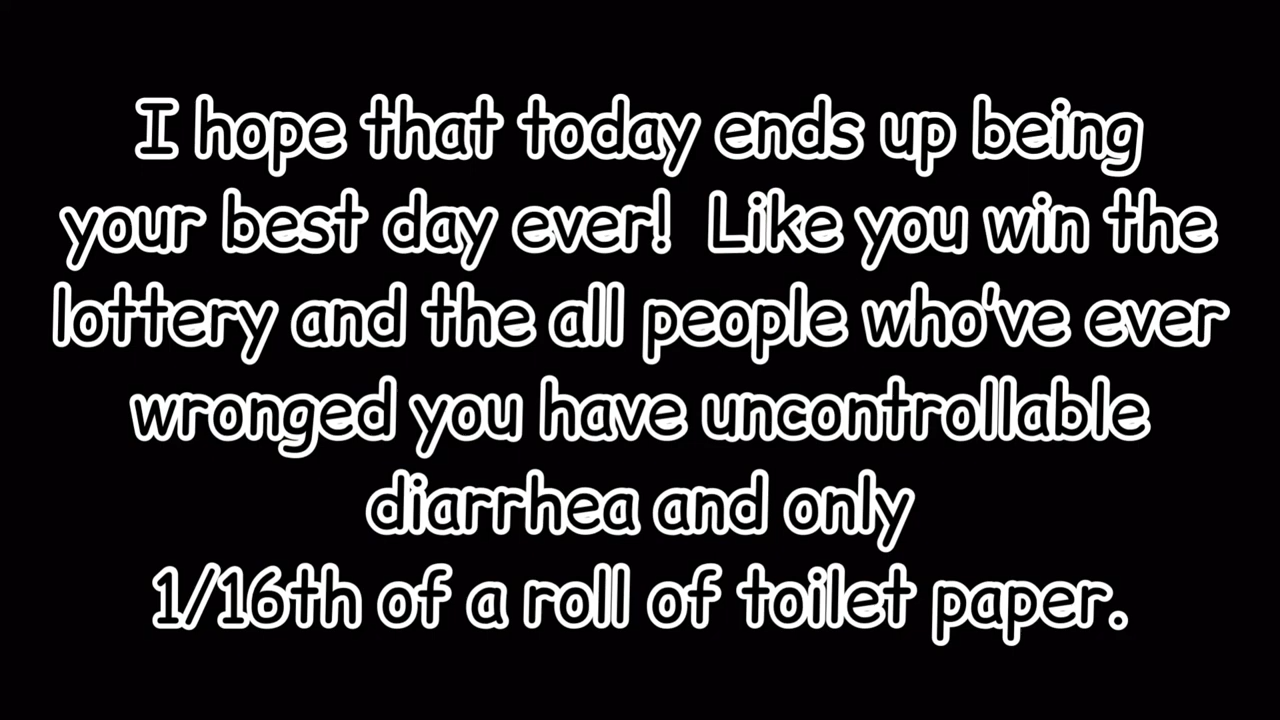 I hope that today ends up being
your best day ever!  Like you win the
lottery and the all people who've ever
wronged you have uncontrollable
diarrhea and only
1/16th of a roll of toilet paper.